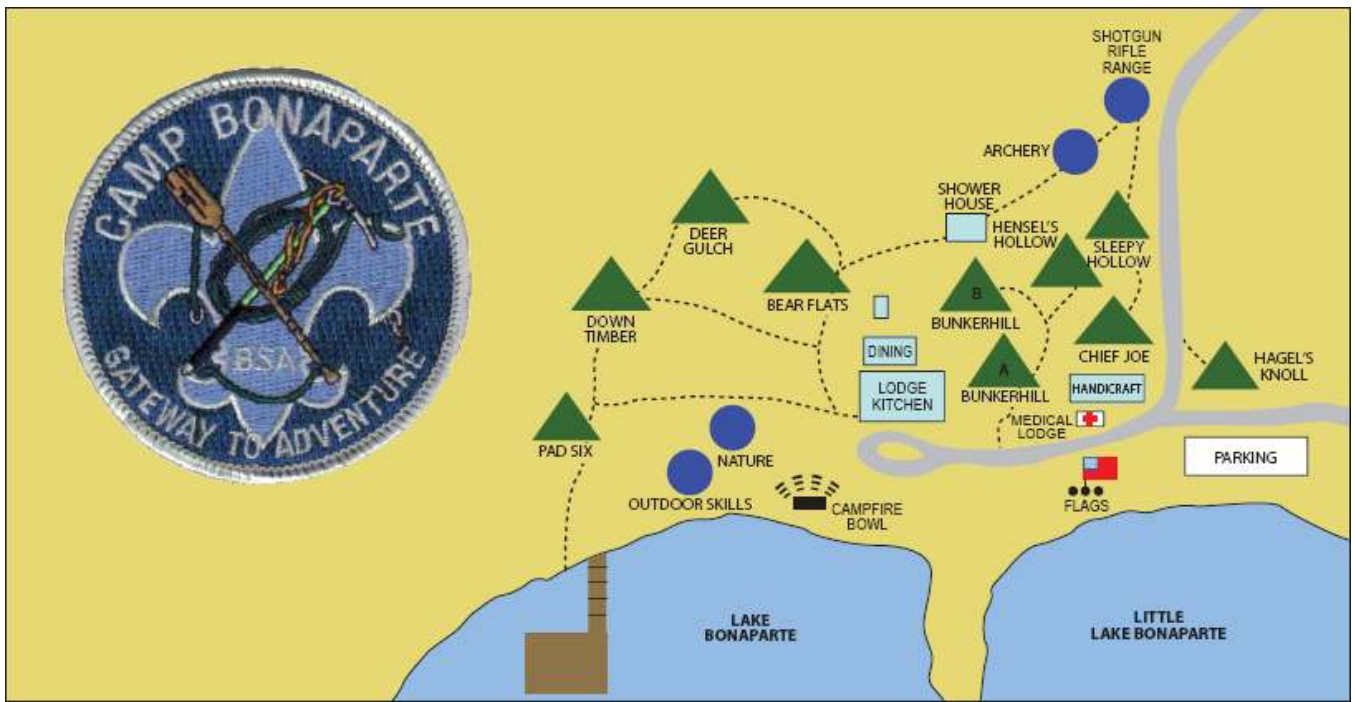 CAMP BONAPARTE
BSA
GATEWAY TO ADVENTURE
SHOTGUN
RIFLE
RANGE
ARCHERY
SHOWER
HOUSE
HENSEL'S
HOLLOW
SLEEPY
HOLLOW
DEER
GULCH
BEAR FLATS
DOWN
TIMBER
B
BUNKERHILL
CHIEF JOE
HAGEL'S
KNOLL
DINING
A
BUNKERHILL
HANDICRAFT
LODGE
KITCHEN
MEDICAL
LODGE
PAD SIX
NATURE
PARKING
OUTDOOR SKILLS
CAMPFIRE
BOWL
FLAGS
LAKE
BONAPARTE
LITTLE
LAKE BONAPARTE